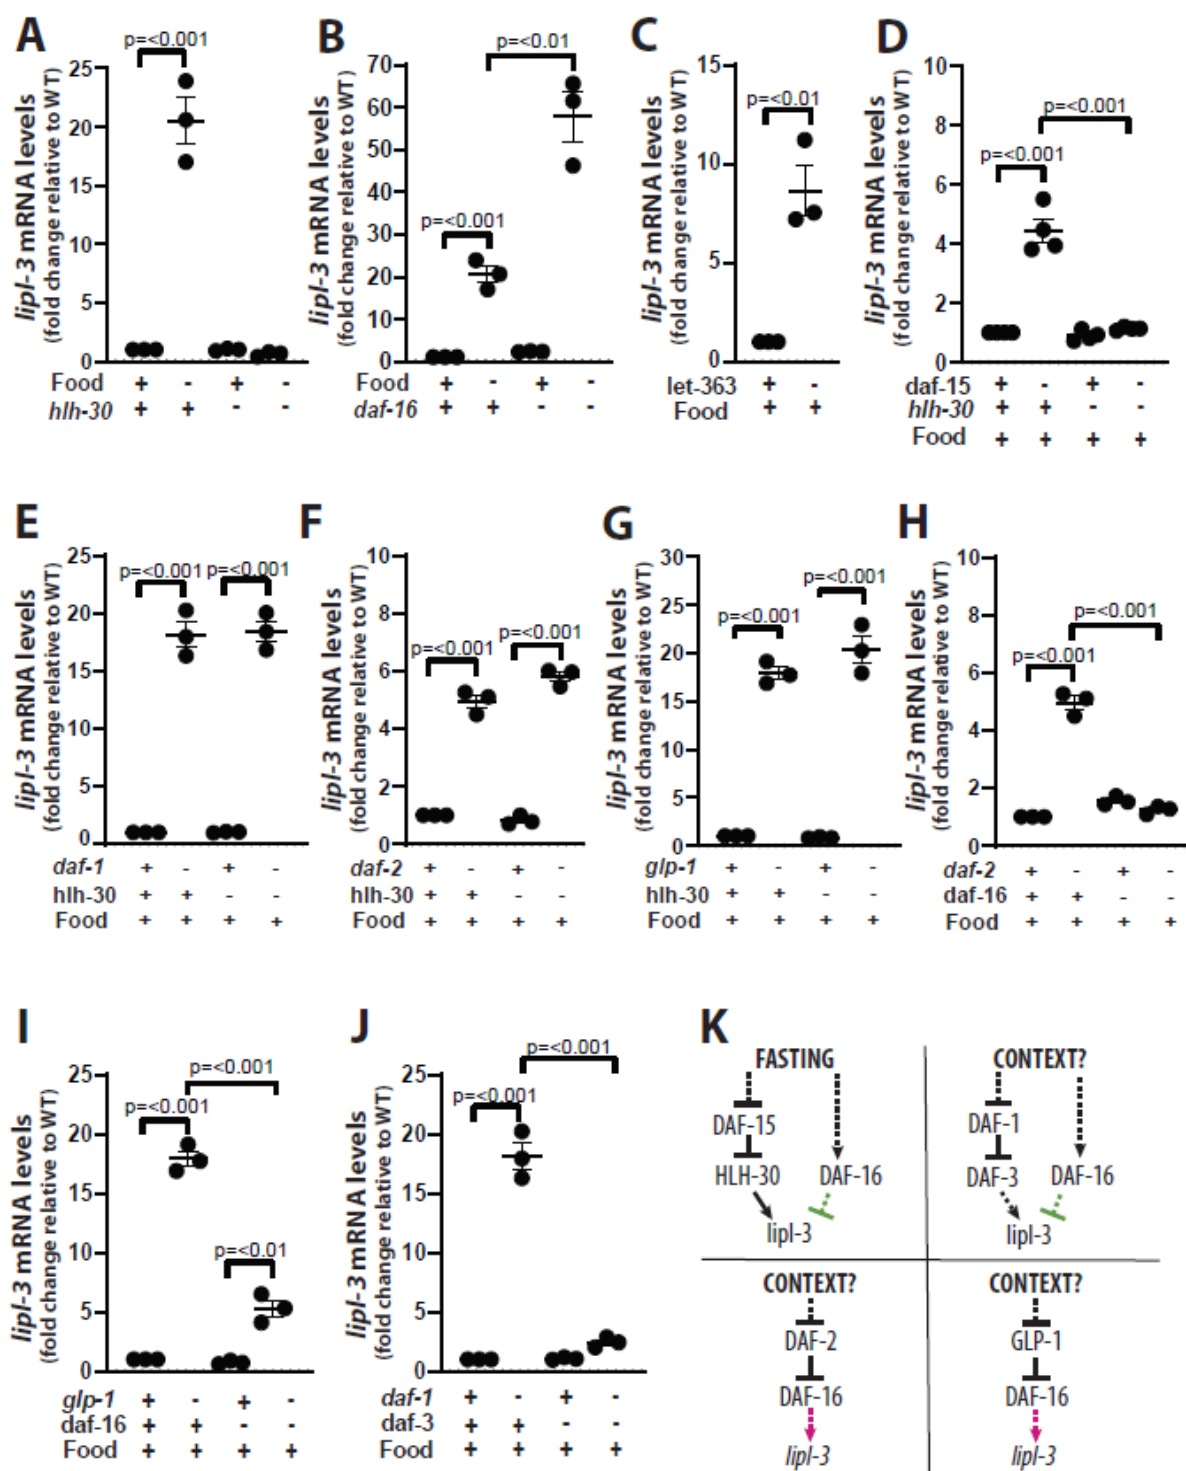 A
lipl-3 mRNA levels
(fold change relative to WT)
p=<0.001
25
20
15
10
5
0
Food + - + -
hlh-30 + + - -
B
lipl-3 mRNA levels
(fold change relative to WT)
p=<0.01
p=<0.001
70
60
50
40
30
20
10
0
Food + - + -
daf-16 + + - -
C
lipl-3 mRNA levels
(fold change relative to WT)
p=<0.01
15
10
5
0
let-363 + -
Food + +
D
lipl-3 mRNA levels
(fold change relative to WT)
p=<0.001
p=<0.001
10
8
6
4
2
0
daf-15 + - + -
hlh-30 + + - -
Food + + + +
E
lipl-3 mRNA levels
(fold change relative to WT)
p=<0.001 p=<0.001
25
20
15
10
5
0
daf-1 + - + -
hlh-30 + + - -
Food + + + +
F
lipl-3 mRNA levels
(fold change relative to WT)
p=<0.001 p=<0.001
10
8
6
4
2
0
daf-2 + - + -
hlh-30 + + - -
Food + + + +
G
lipl-3 mRNA levels
(fold change relative to WT)
p=<0.001
p=<0.001
30
25
20
15
10
5
0
glp-1 + - + -
hlh-30 + + - -
Food + + + +
H
lipl-3 mRNA levels
(fold change relative to WT)
p=<0.001
p=<0.001
10
8
6
4
2
0
daf-2 + - + -
daf-16 + + - -
Food + + + +
I
lipl-3 mRNA levels
(fold change relative to WT)
p=<0.001
p=<0.001
p=<0.01
25
20
15
10
5
0
glp-1 + - + -
daf-16 + + - -
Food + + + +
J
lipl-3 mRNA levels
(fold change relative to WT)
p=<0.001
p=<0.001
25
20
15
10
5
0
daf-1 + - + -
daf-3 + + - -
Food + + + +
K
FASTING
DAF-15
HLH-30 DAF-16
lipl-3
CONTEXT?
DAF-1
DAF-3 DAF-16
lipl-3
CONTEXT?
DAF-2
DAF-16
lipl-3
CONTEXT?
GLP-1
DAF-16
lipl-3